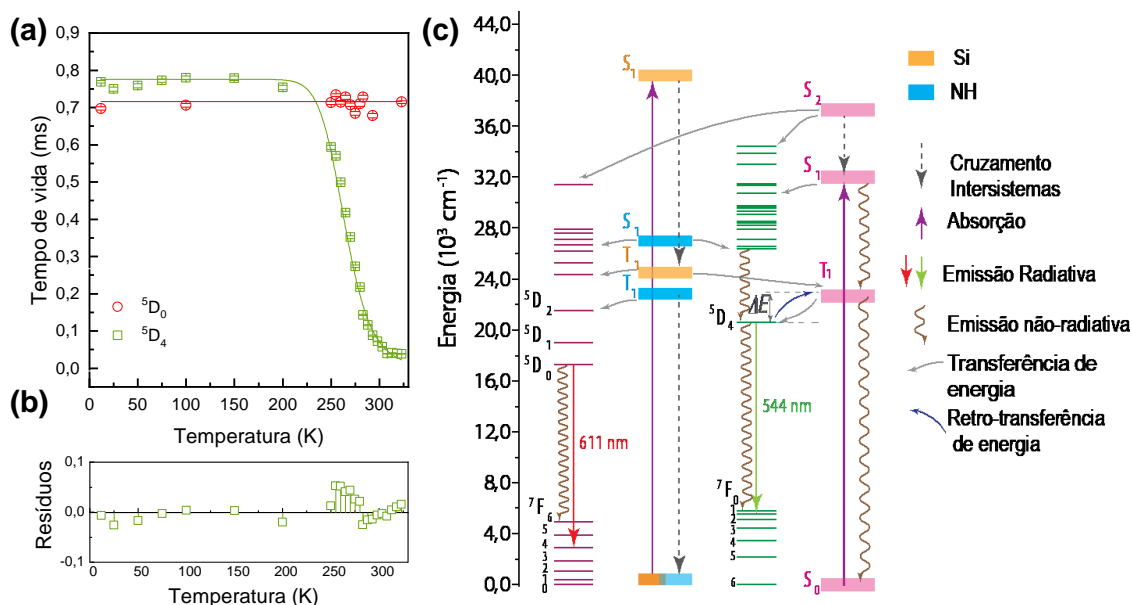 (a)
0,9
0,8
0,7
0,6
0,5
0,4
0,3
0,2
0,1
0,0
Tempo de vida (ms)
⁵D₀
⁵D₄
0 50 100 150 200 250 300
Temperatura (K)
(b)
0,1
0,0
-0,1
Resíduos
0 50 100 150 200 250 300
Temperatura (K)
(c)
44,0
40,0
36,0
32,0
28,0
24,0
20,0
16,0
12,0
8,0
4,0
0,0
Energia (10³ cm⁻¹)
⁵D₂
⁵D₁
⁵D₀
611 nm
⁷F₆
5
4
3
2
1
0
S₁
S₁
T₁
T₁
⁵D₄
ΔE
544 nm
⁷F₀
1
2
3
4
5
6
S₂
S₁
T₁
S₀
Si
NH
Cruzamento
Intersistemas
Absorção
Emissão Radiativa
Emissão não-radiativa
Transferência de
energia
Retro-transferência
de energia